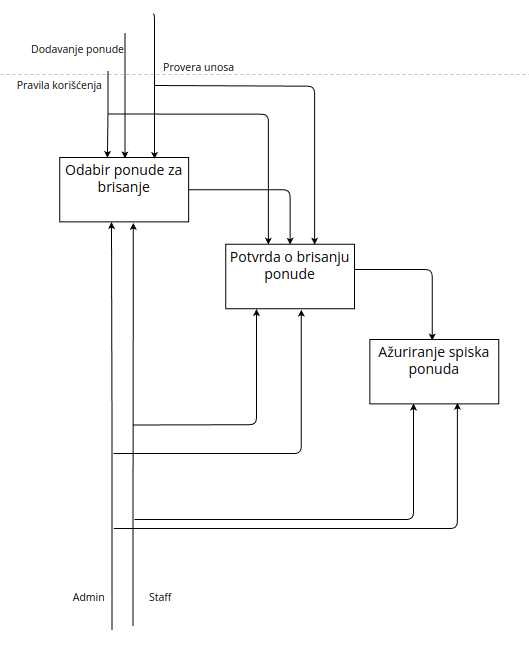 Dodavanje ponude
Provera unosa
Pravila korišćenja
Odabir ponude za
brisanje
Potvrda o brisanju
ponude
Ažuriranje spiska
ponuda
Admin
Staff